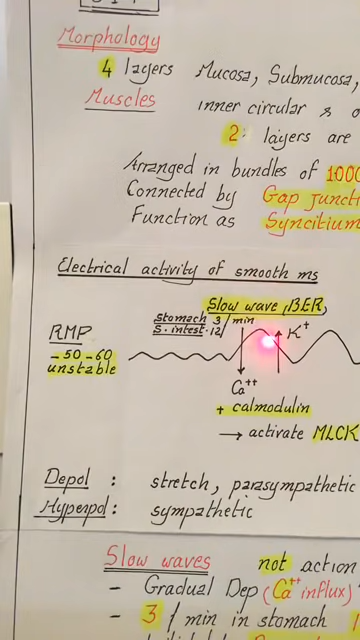 Morphology
4 layers Mucosa, Submucosa,
Muscles inner circular &
2 layers are
Arranged in bundles of 1000
Connected by Gap juncti
Function as Syncitium
Electrical activity of smooth ms
Slow wave, BER,
stomach 3 / min
S. intest. 12/
K+
RMP
-50 -60
unstable
Ca++
+ calmodulin
→ activate MLCK
Depol : stretch, parasympathetic
Hyperpol : sympathetic
Slow waves not action
- Gradual Dep (Ca++ influx)
- 3 / min in stomach 1